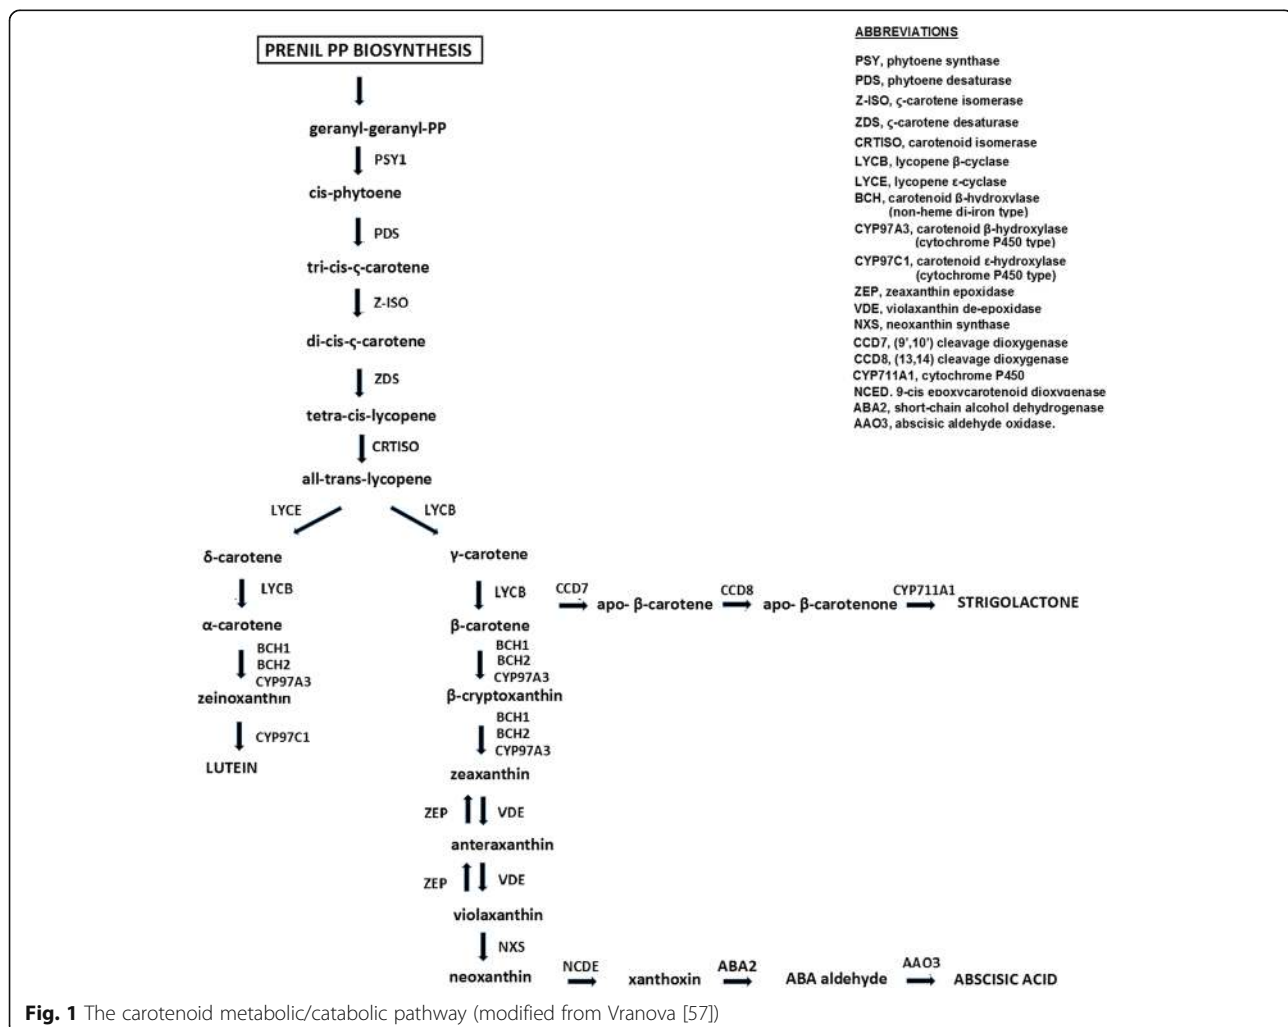 PRENIL PP BIOSYNTHESIS
geranyl-geranyl-PP
PSY1
cis-phytoene
PDS
tri-cis-ς-carotene
Z-ISO
di-cis-ς-carotene
ZDS
tetra-cis-lycopene
CRTISO
all-trans-lycopene
LYCE
LYCB
δ-carotene
γ-carotene
LYCB
LYCB
CCD7
apo- β-carotene
CCD8
apo- β-carotenone
CYP711A1
STRIGOLACTONE
α-carotene
β-carotene
BCH1
BCH2
CYP97A3
BCH1
BCH2
CYP97A3
zeinoxanthin
β-cryptoxanthin
CYP97C1
BCH1
BCH2
CYP97A3
LUTEIN
zeaxanthin
ZEP
VDE
anteraxanthin
ZEP
VDE
violaxanthin
NXS
neoxanthin
NCDE
xanthoxin
ABA2
ABA aldehyde
AAO3
ABSCISIC ACID
ABBREVIATIONS
PSY, phytoene synthase
PDS, phytoene desaturase
Z-ISO, ς-carotene isomerase
ZDS, ς-carotene desaturase
CRTISO, carotenoid isomerase
LYCB, lycopene β-cyclase
LYCE, lycopene ε-cyclase
BCH, carotenoid ß-hydroxylase
(non-heme di-iron type)
CYP97A3, carotenoid β-hydroxylase
(cytochrome P450 type)
CYP97C1, carotenoid ε-hydroxylase
(cytochrome P450 type)
ZEP, zeaxanthin epoxidase
VDE, violaxanthin de-epoxidase
NXS, neoxanthin synthase
CCD7, (9',10') cleavage dioxygenase
CCD8, (13,14) cleavage dioxygenase
CYP711A1, cytochrome P450
NCED. 9-cis epoxycarotenoid dioxygenase
ABA2, short-chain alcohol dehydrogenase
AAO3, abscisic aldehyde oxidase.
Fig. 1 The carotenoid metabolic/catabolic pathway (modified from Vranova [57])